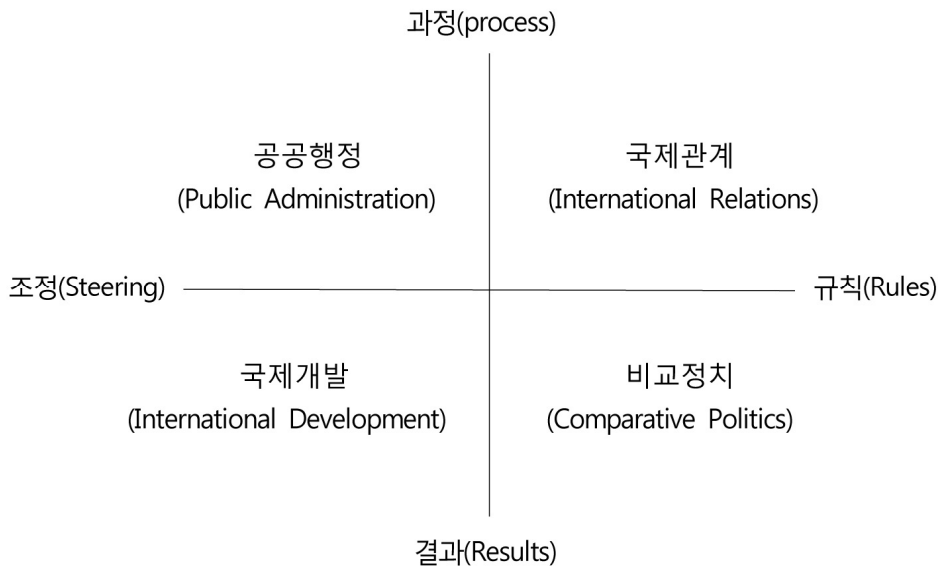 과정(process)
공공행정
(Public Administration)
국제관계
(International Relations)
조정(Steering)
규칙(Rules)
국제개발
(International Development)
비교정치
(Comparative Politics)
결과(Results)